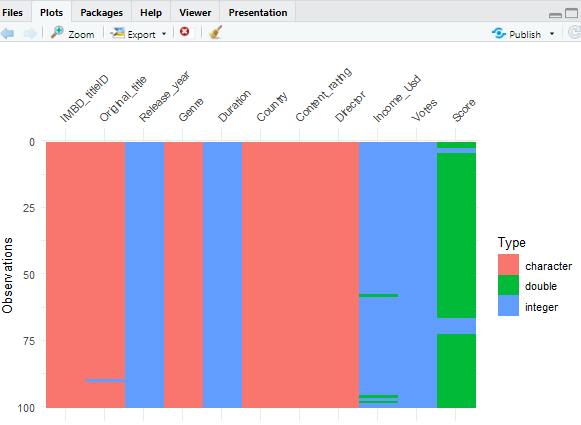 Files Plots Packages Help Viewer Presentation
Zoom Export Publish
IMBD_titleID Original_title Release_year Genre Duration Country Content_rating Director Income_Usd Votes Score
0
25
50
75
100
Observations
Type
character
double
integer